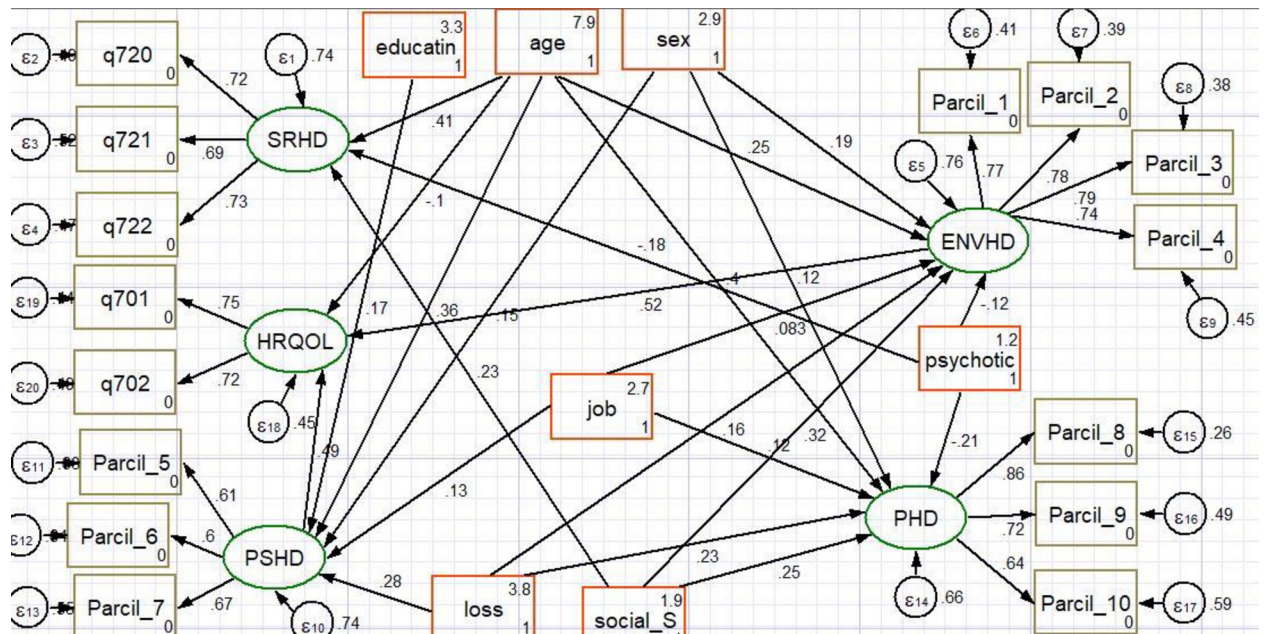 ε2
q720
0
.72
ε1
.74
educatin
3.3
1
age
7.9
1
sex
2.9
1
ε6
.41
ε7
.39
Parcil_1
0
Parcil_2
0
ε8
.38
ε3
q721
0
.69
SRHD
.41
.25
.19
ε5
.76
.77
.78
.79
.74
Parcil_3
0
ε4
q722
0
.73
-.1
-.18
ENVHD
Parcil_4
0
ε19
q701
0
.75
.17
.36
.15
.52
.4
.12
.083
-.12
ε9
.45
HRQOL
psychotic
1.2
1
ε20
q702
0
.72
.23
job
2.7
1
ε18
.45
.49
.16
.12
.32
-.21
Parcil_8
0
ε15
.26
.86
ε11
Parcil_5
0
.61
.13
PHD
.72
Parcil_9
0
ε16
.49
ε12
Parcil_6
0
.6
PSHD
.23
.64
ε13
Parcil_7
0
.67
.28
loss
3.8
1
.25
social_S
1.9
1
ε10
.74
ε14
.66
Parcil_10
0
ε17
.59